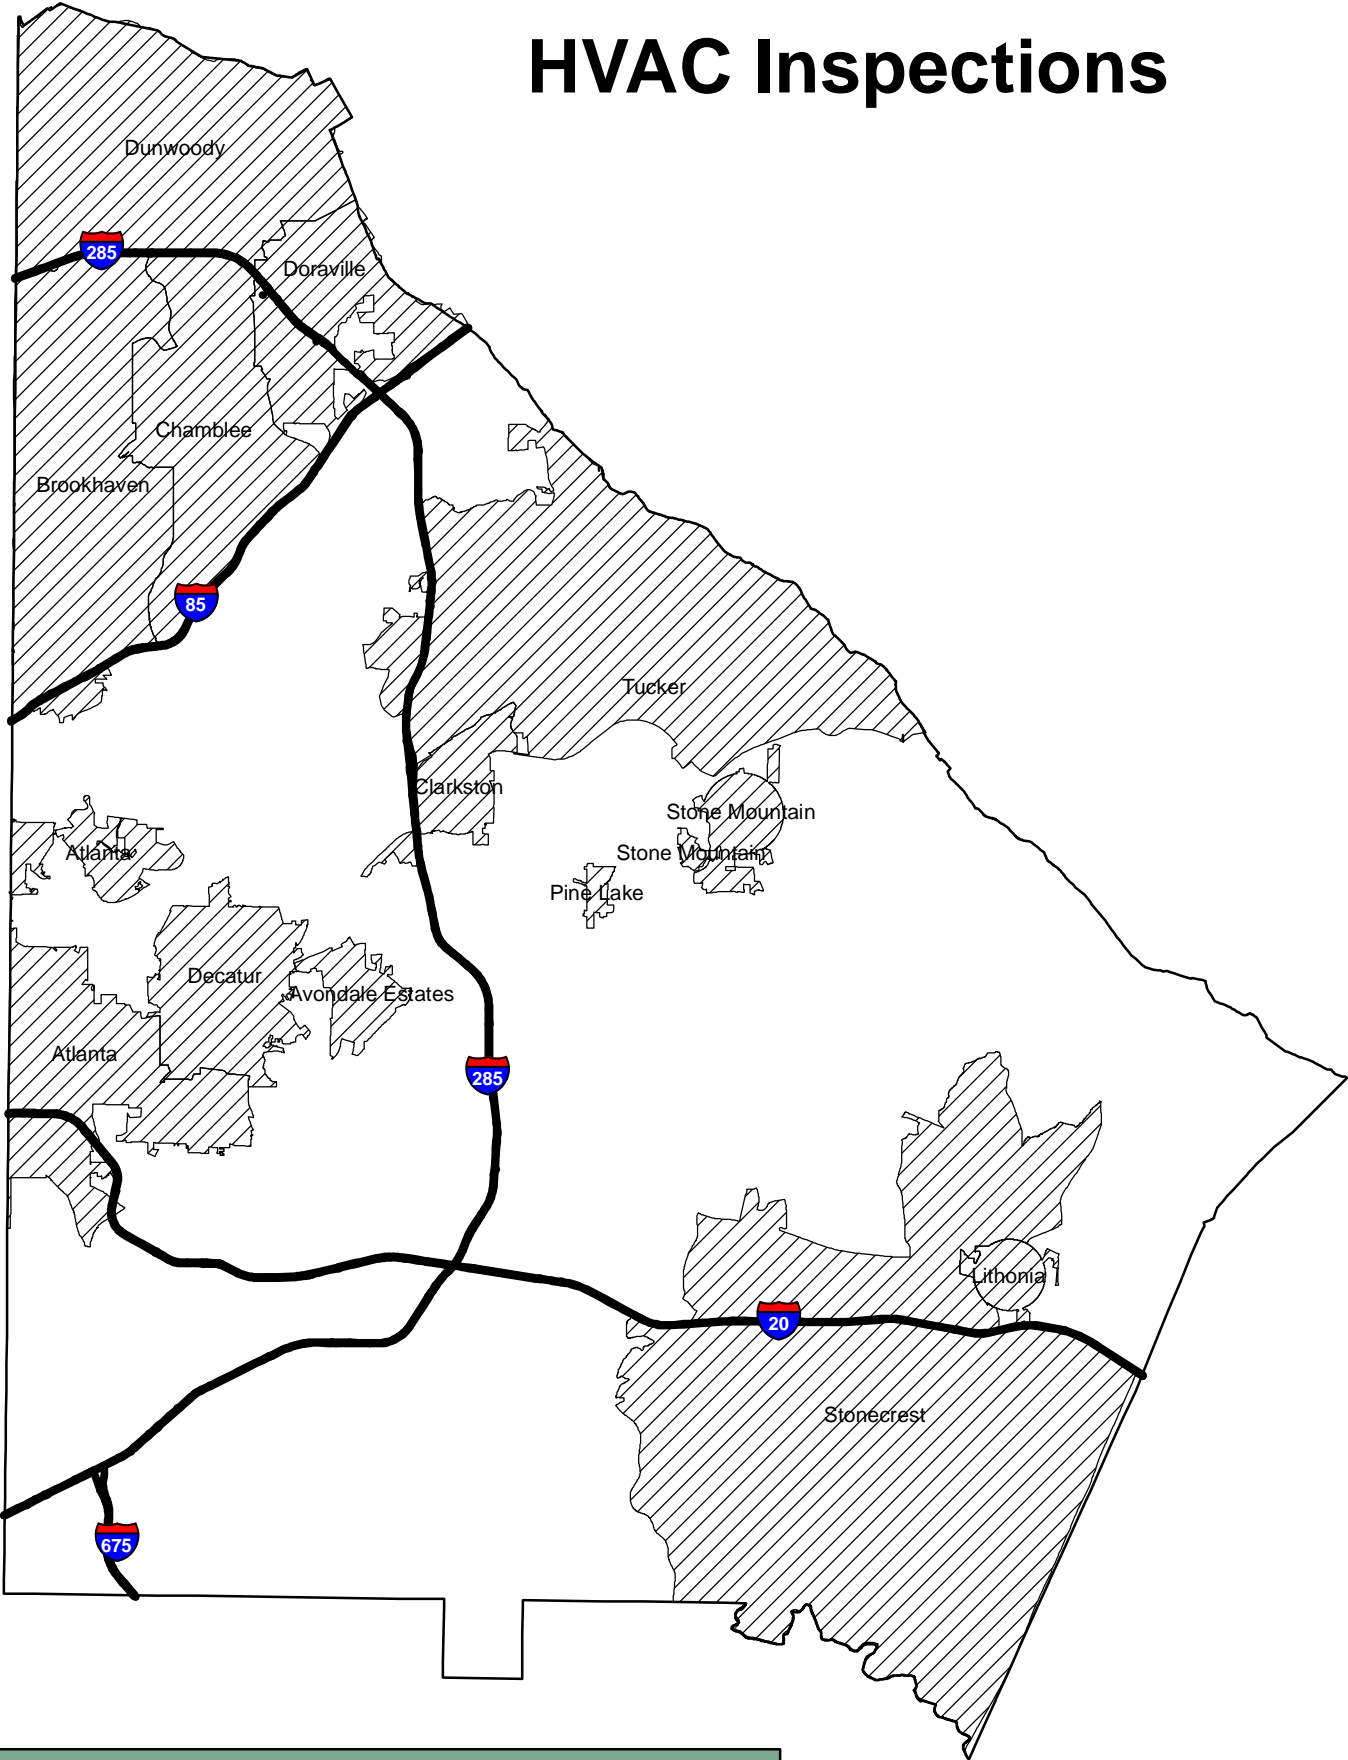 HVAC Inspections
Dunwoody
285
Doraville
Chamblee
Brookhaven
85
Tucker
Clarkston
Stone Mountain
Atlanta
Stone Mountain
Pine Lake
Decatur
Avondale Estates
Atlanta
285
Lithonia
20
Stonecrest
675